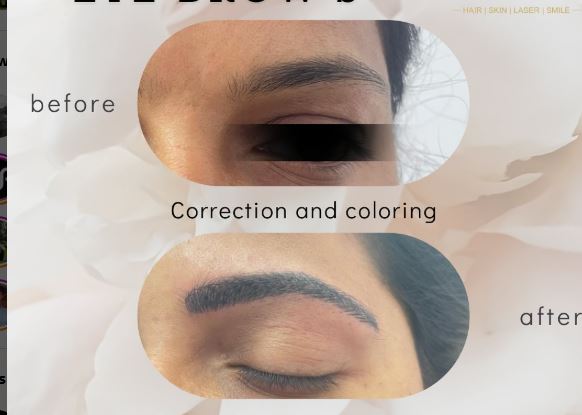 HAIR | SKIN | LASER | SMILE
before
Correction and coloring
after